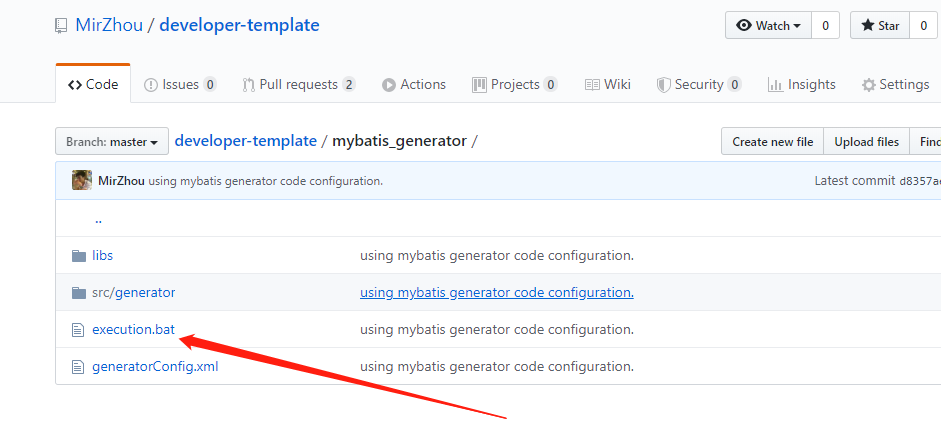 MirZhou / developer-template
Watch 0 Star 0
Code Issues 0 Pull requests 2 Actions Projects 0 Wiki Security 0 Insights Settings
Branch: master developer-template / mybatis_generator / Create new file Upload files Find
MirZhou using mybatis generator code configuration. Latest commit d8357a
..
libs using mybatis generator code configuration.
src/generator using mybatis generator code configuration.
execution.bat using mybatis generator code configuration.
generatorConfig.xml using mybatis generator code configuration.